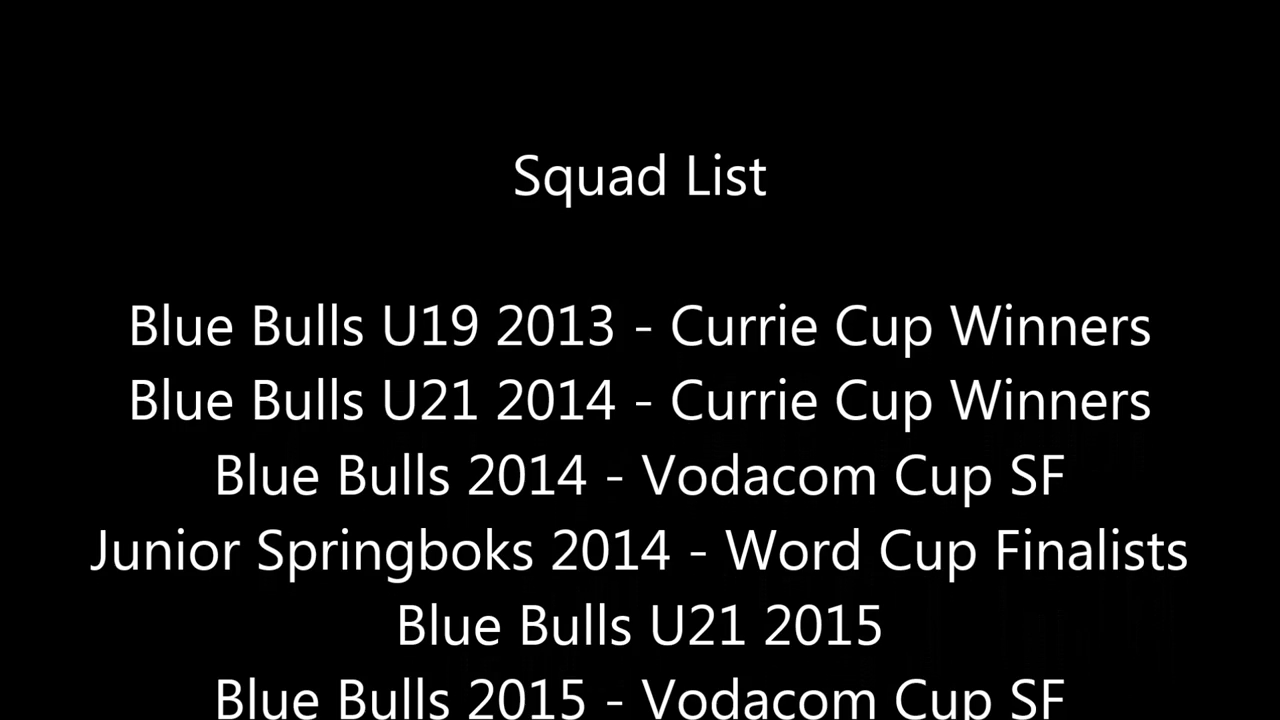 Squad List
Blue Bulls U19 2013 - Currie Cup Winners
Blue Bulls U21 2014 - Currie Cup Winners
Blue Bulls 2014 - Vodacom Cup SF
Junior Springboks 2014 - Word Cup Finalists
Blue Bulls U21 2015
Blue Bulls 2015 - Vodacom Cup SF